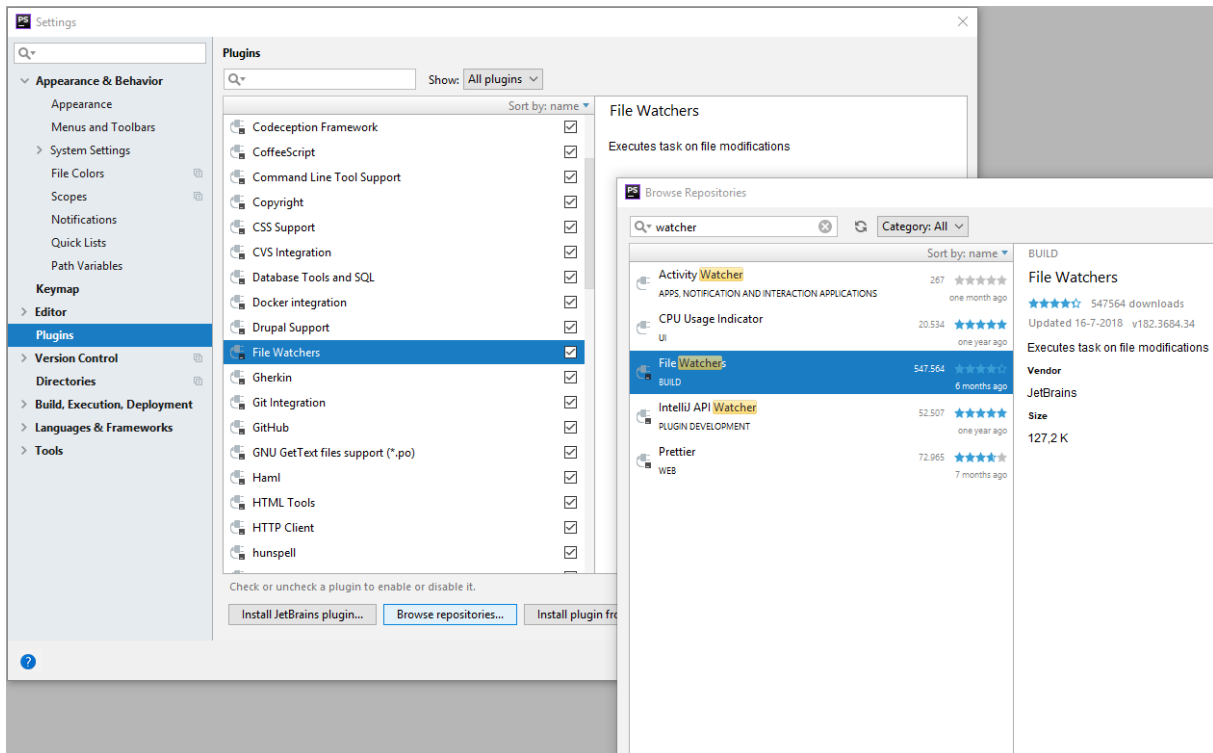 PS Settings
Appearance & Behavior
Appearance
Menus and Toolbars
System Settings
File Colors
Scopes
Notifications
Quick Lists
Path Variables
Keymap
Editor
Plugins
Version Control
Directories
Build, Execution, Deployment
Languages & Frameworks
Tools
?
Plugins
Show: All plugins
Sort by: name
Codeception Framework
CoffeeScript
Command Line Tool Support
Copyright
CSS Support
CVS Integration
Database Tools and SQL
Docker integration
Drupal Support
File Watchers
Gherkin
Git Integration
GitHub
GNU GetText files support (*.po)
Haml
HTML Tools
HTTP Client
hunspell
Check or uncheck a plugin to enable or disable it.
Install JetBrains plugin... Browse repositories... Install plugin fro
File Watchers
Executes task on file modifications
PS Browse Repositories
watcher Category: All
Sort by: name
Activity Watcher 267
APPS, NOTIFICATION AND INTERACTION APPLICATIONS one month ago
CPU Usage Indicator 20.534
UI one year ago
File Watchers 547.564
BUILD 6 months ago
IntelliJ API Watcher 52.507
PLUGIN DEVELOPMENT one year ago
Prettier 72.965
WEB 7 months ago
BUILD
File Watchers
547564 downloads
Updated 16-7-2018 v182.3684.34
Executes task on file modifications
Vendor
JetBrains
Size
127,2 K